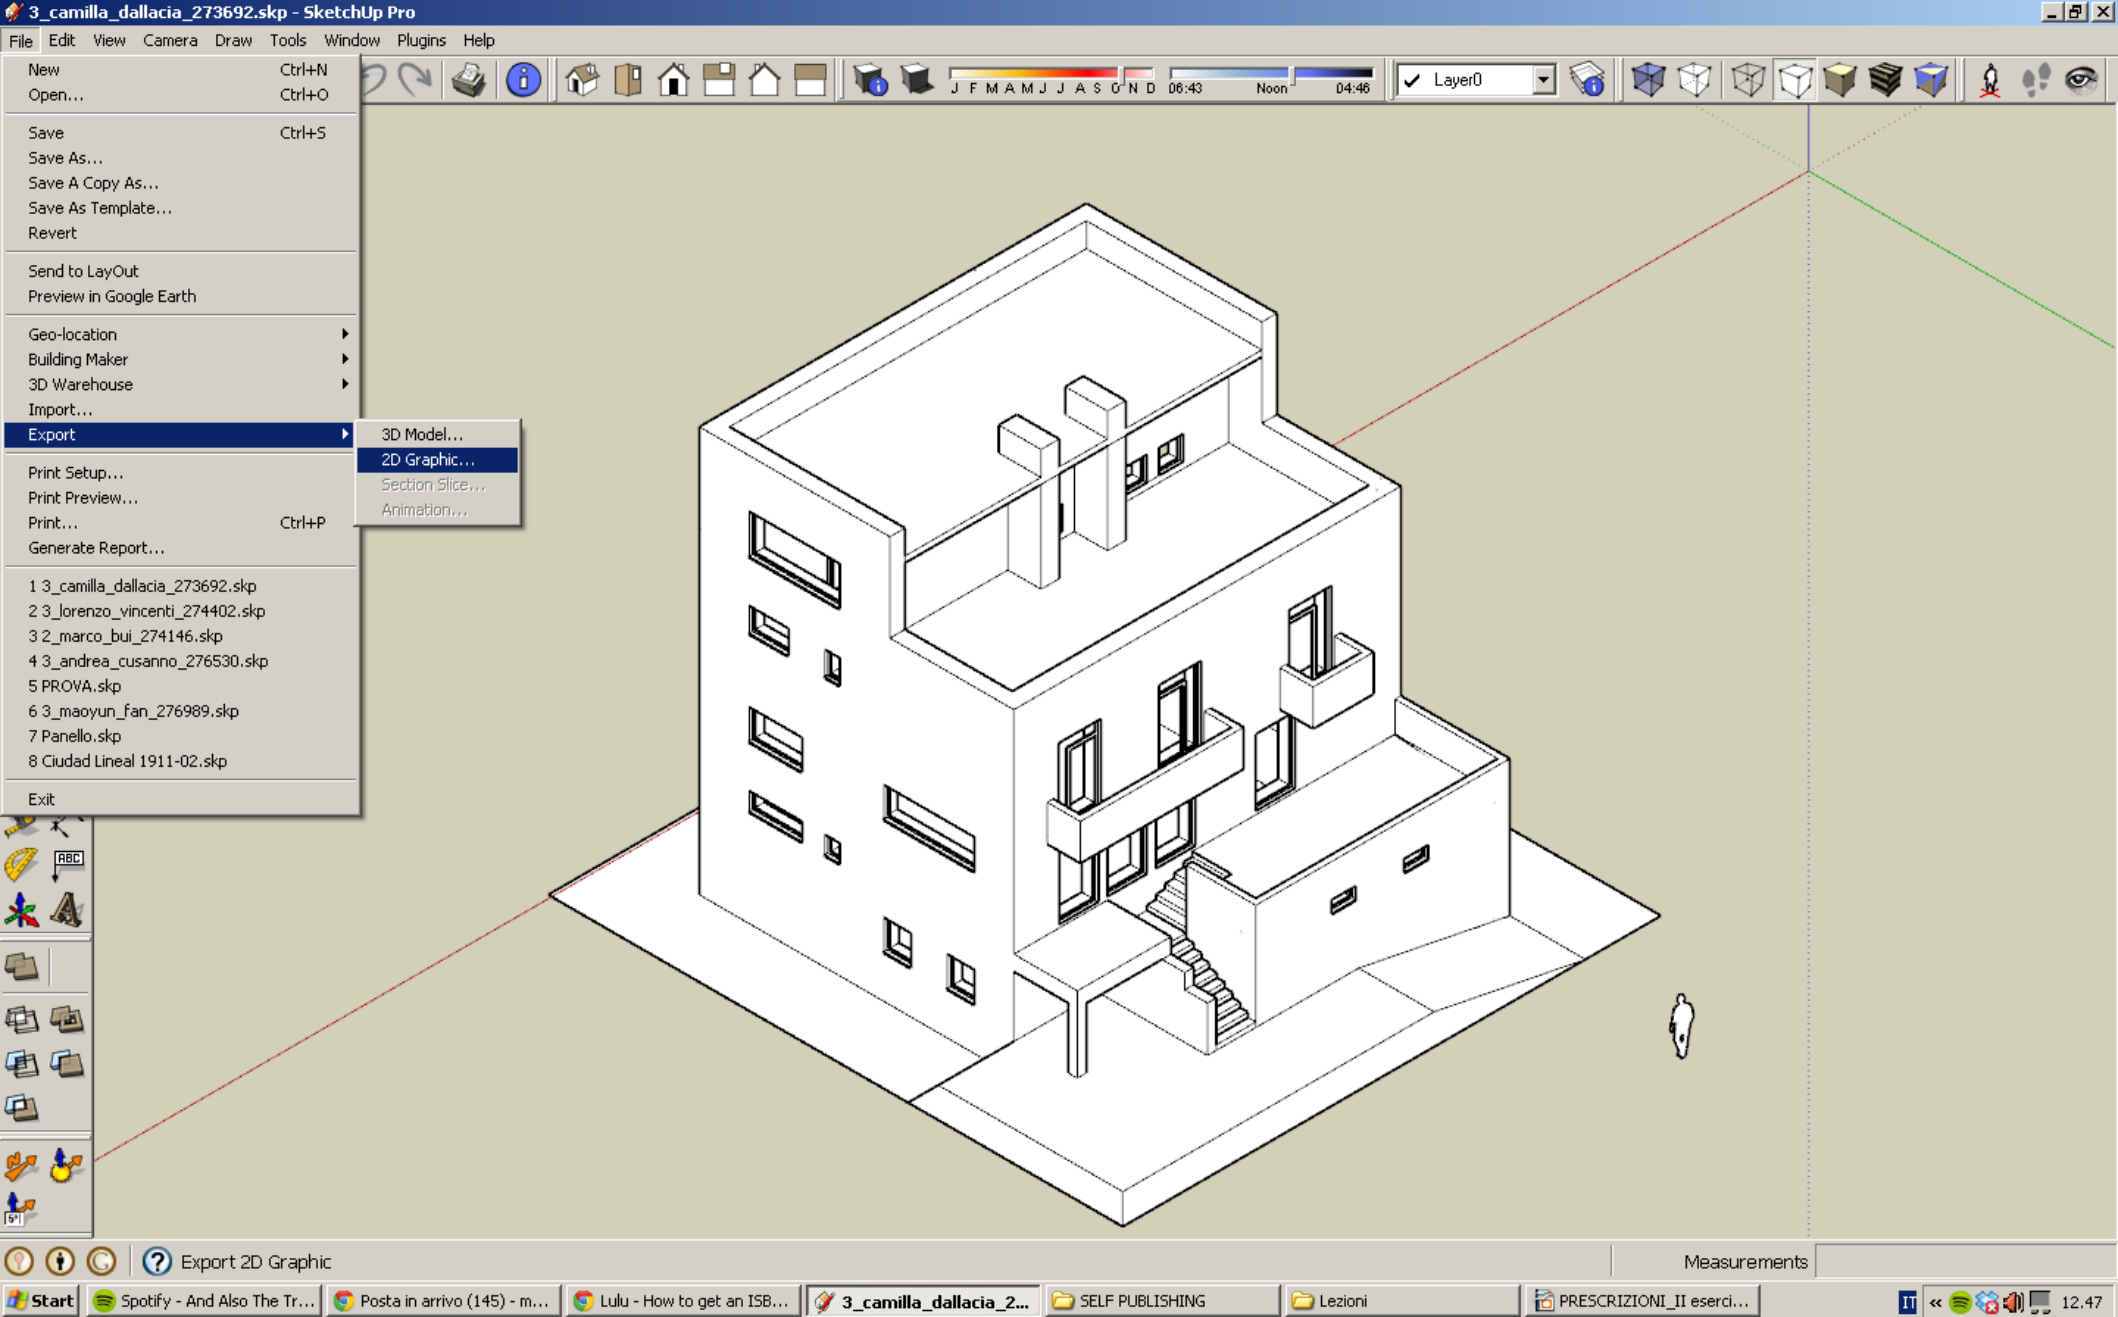 3_camilla_dallacia_273692.skp - SketchUp Pro
File Edit View Camera Draw Tools Window Plugins Help
New Ctrl+N
Open... Ctrl+O
Save Ctrl+S
Save As...
Save A Copy As...
Save As Template...
Revert
Send to LayOut
Preview in Google Earth
Geo-location
Building Maker
3D Warehouse
Import...
Export
Print Setup...
Print Preview...
Print... Ctrl+P
Generate Report...
1 3_camilla_dallacia_273692.skp
2 3_lorenzo_vincenti_274402.skp
3 2_marco_bui_274146.skp
4 3_andrea_cusanno_276530.skp
5 PROVA.skp
6 3_maoyun_fan_276989.skp
7 Panello.skp
8 Ciudad Lineal 1911-02.skp
Exit
3D Model...
2D Graphic...
Section Slice...
Animation...
J F M A M J J A S O N D 06:43 Noon 04:46
Layer0
ABC
Export 2D Graphic
Measurements
Start Spotify - And Also The Tr... Posta in arrivo (145) - m... Lulu - How to get an ISB... 3_camilla_dallacia_2... SELF PUBLISHING Lezioni PRESCRIZIONI_II eserci... IT « 12.47